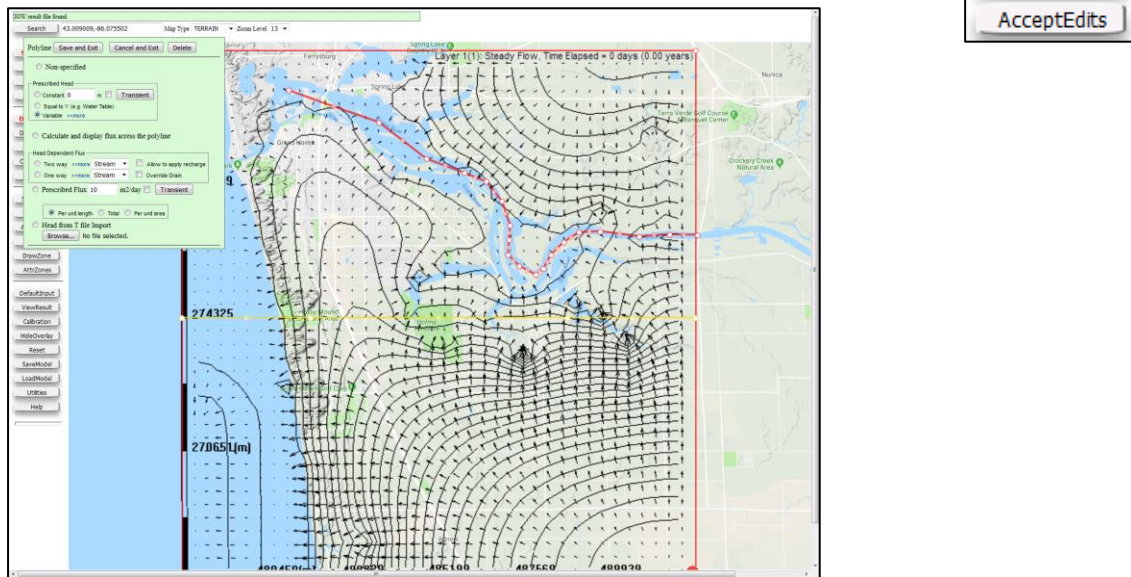 IGW result file found
Search 43.009009,-86.075502 Map Type TERRAIN Zoom Level 13
Polyline Save and Exit Cancel and Exit Delete
Non-specified
Prescribed Head
Constant 0 m Transient
Variable =>more
Calculate and display flux across the polyline
Head Dependent Flux
Two way =>more Stream Allow to apply recharge
One way =>more Stream Override Drain
Prescribed Flux 10 m2/day Transient
Per unit length Total Per unit area
Head from T file Import
Browse... No file selected.
DrawZone
AttrZones
DefaultInput
ViewResult
Calibration
HideOverlay
Reset
SaveModel
LoadModel
Utilities
Help
Layer 1(1): Steady Flow, Time Elapsed = 0 days (0.00 years)
Ferrysburg
Spring Lake
Nunica
Terra Verde Golf Course
& Banquet Center
Grand Haven
Crockery Creek
Natural Area
274325
270651(m)
485199 487569 489939
AcceptEdits